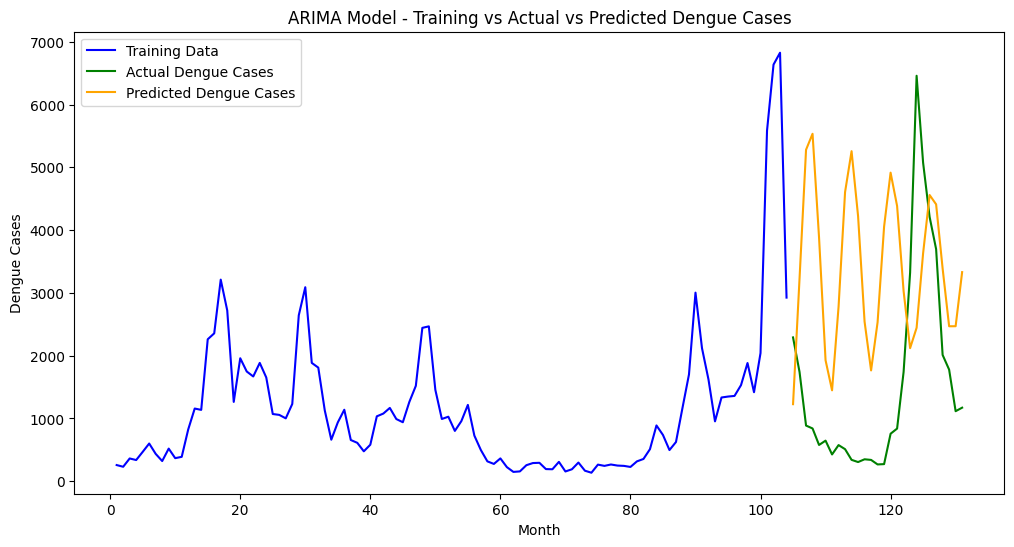 ARIMA Model - Training vs Actual vs Predicted Dengue Cases
Training Data
Actual Dengue Cases
Predicted Dengue Cases
Dengue Cases
7000
6000
5000
4000
3000
2000
1000
0
0 20 40 60 80 100 120
Month